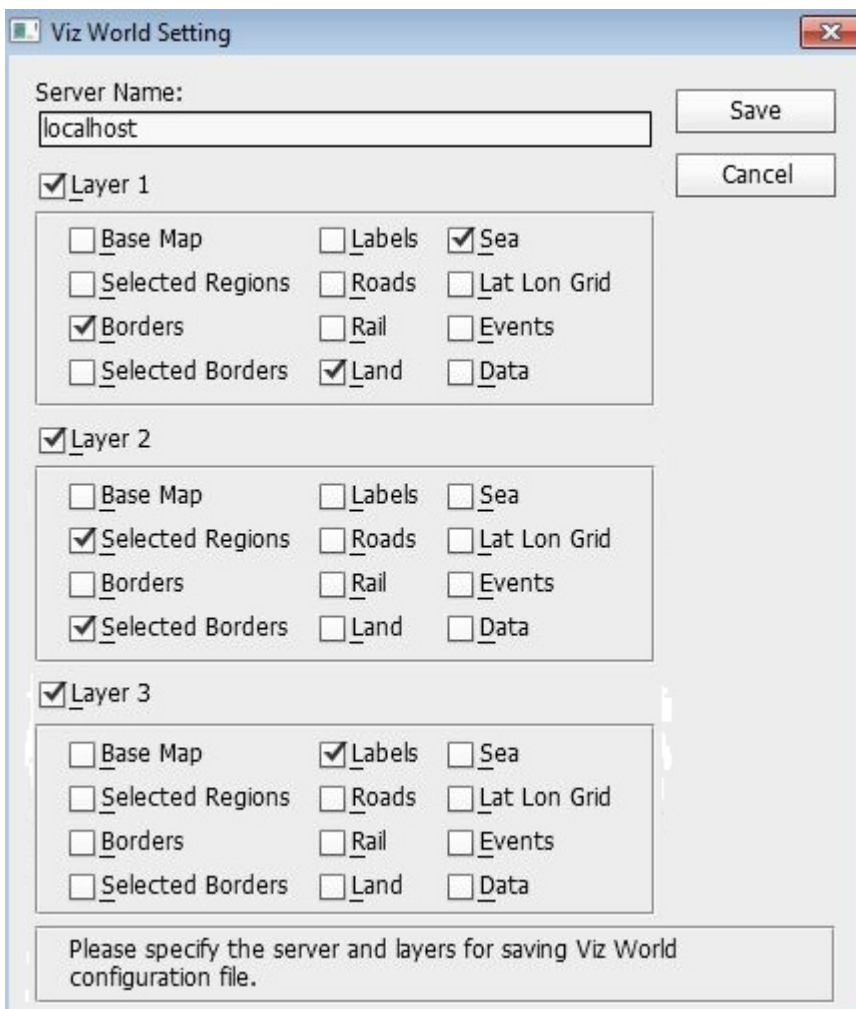 Viz World Setting
Server Name:
localhost
Save
Cancel
Layer 1
Base Map Labels Sea
Selected Regions Roads Lat Lon Grid
Borders Rail Events
Selected Borders Land Data
Layer 2
Base Map Labels Sea
Selected Regions Roads Lat Lon Grid
Borders Rail Events
Selected Borders Land Data
Layer 3
Base Map Labels Sea
Selected Regions Roads Lat Lon Grid
Borders Rail Events
Selected Borders Land Data
Please specify the server and layers for saving Viz World
configuration file.